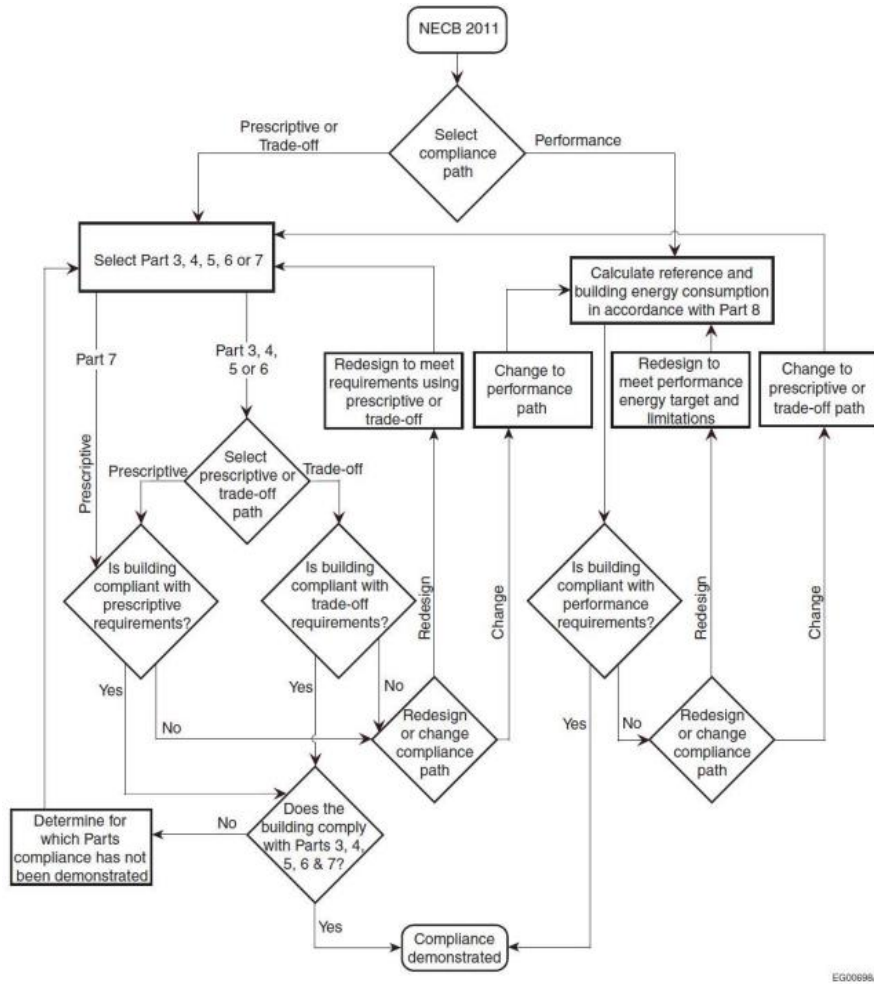 NECB 2011
Prescriptive or
Trade-off
Select
compliance
path
Performance
Select Part 3, 4, 5, 6 or 7
Calculate reference and
building energy consumption
in accordance with Part 8
Part 7
Part 3, 4,
5 or 6
Redesign to meet
requirements using
prescriptive or
trade-off
Change to
performance
path
Redesign to
meet performance
energy target and
limitations
Change to
prescriptive or
trade-off path
Prescriptive
Prescriptive
Select
prescriptive or
trade-off
path
Trade-off
Is building
compliant with
prescriptive
requirements?
Is building
compliant with
trade-off
requirements?
Redesign
Change
Is building
compliant with
performance
requirements?
Redesign
Change
Yes
No
Yes
No
Redesign
or change
compliance
path
Yes
No
Redesign
or change
compliance
path
Determine for
which Parts
compliance has not
been demonstrated
No
Does the
building comply
with Parts 3, 4,
5, 6 & 7?
Yes
Compliance
demonstrated